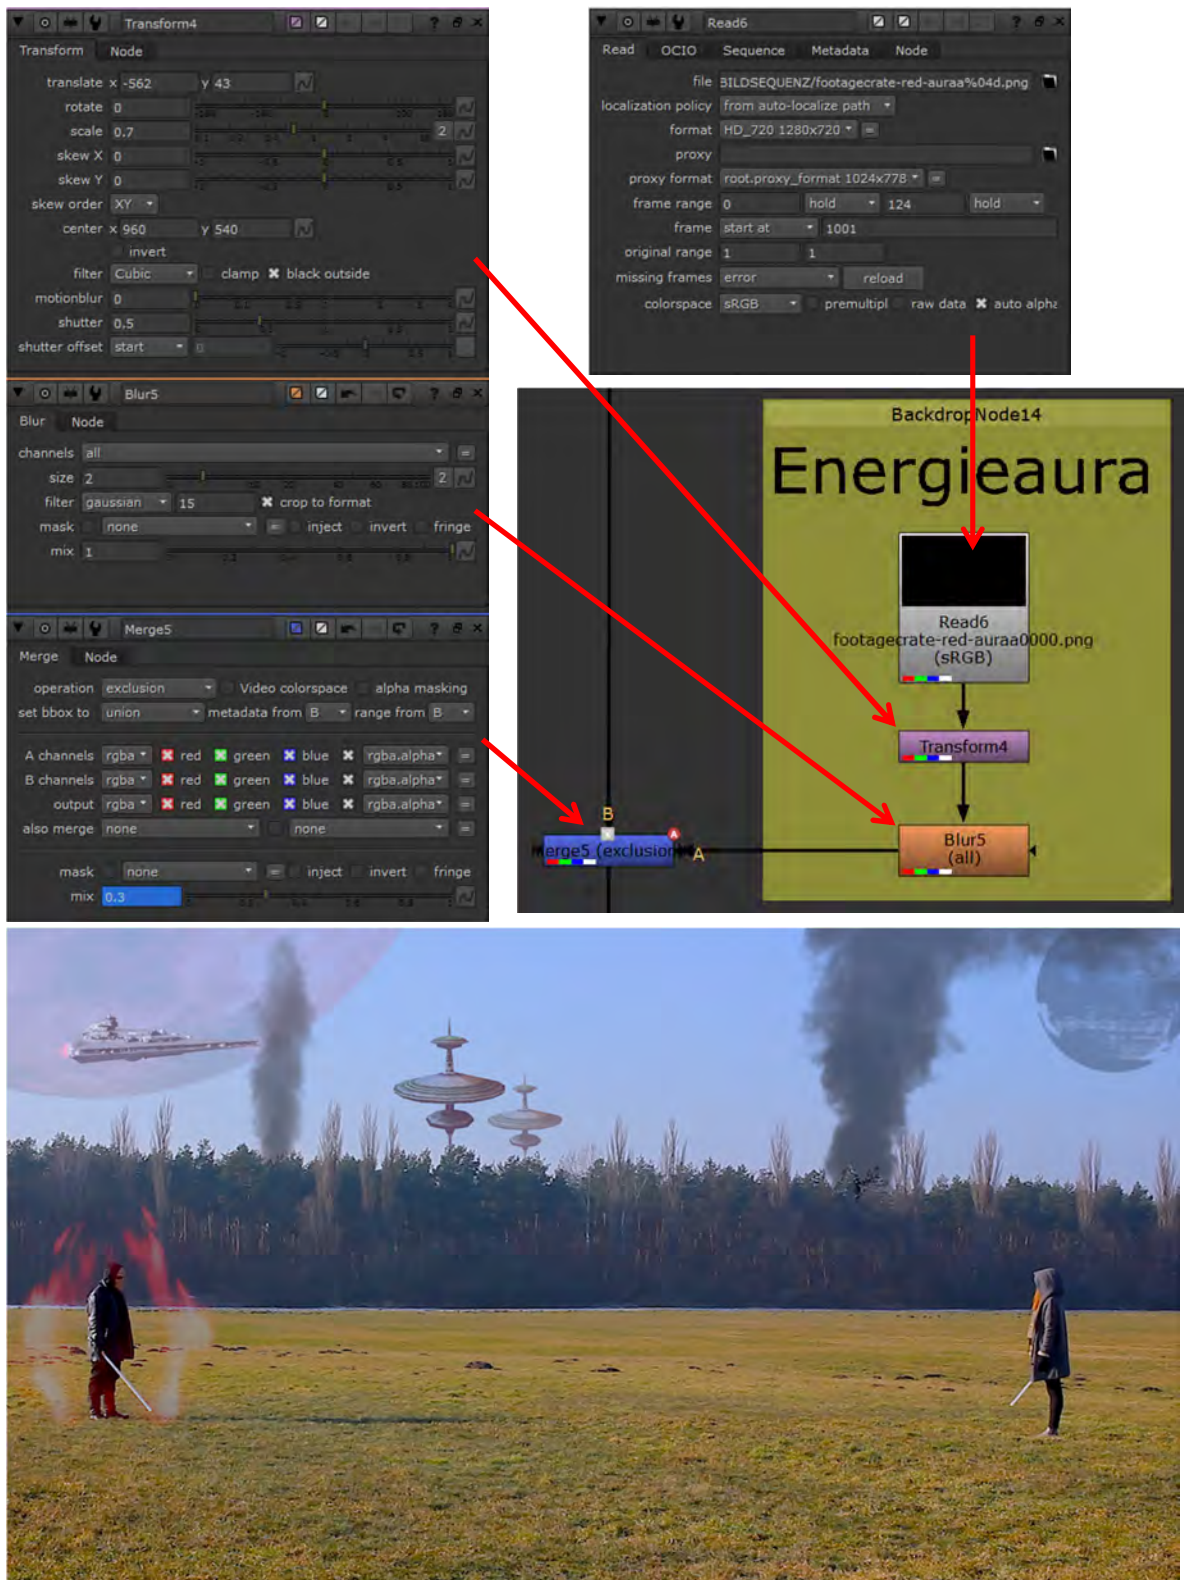 Transform4
Transform Node
translate x -562 y 43
rotate 0
scale 0.7 2
skew X 0
skew Y 0
skew order XY
center x 960 y 540
invert
filter Cubic clamp black outside
motionblur 0
shutter 0.5
shutter offset start 0
Blur5
Blur Node
channels all
size 2 2
filter gaussian 15 crop to format
mask none inject invert fringe
mix 1
Merge5
Merge Node
operation exclusion Video colorspace alpha masking
set bbox to union metadata from B range from B
A channels rgba red green blue rgba.alpha
B channels rgba red green blue rgba.alpha
output rgba red green blue rgba.alpha
also merge none none
mask none inject invert fringe
mix 0.3
Read6
Read OCIO Sequence Metadata Node
file BILDSEQUENZ/footagecrate-red-auraa%04d.png
localization policy from auto-localize path
format HD_720 1280x720
proxy
proxy format root.proxy_format 1024x778
frame range 0 hold 124 hold
frame start at 1001
original range 1 1
missing frames error reload
colorspace sRGB premultipl raw data auto alpha
BackdropNode14
Energieaura
Read6
footagecrate-red-auraa0000.png
(sRGB)
Transform4
Blur5
(all)
B
A
A
erge5 (exclusion